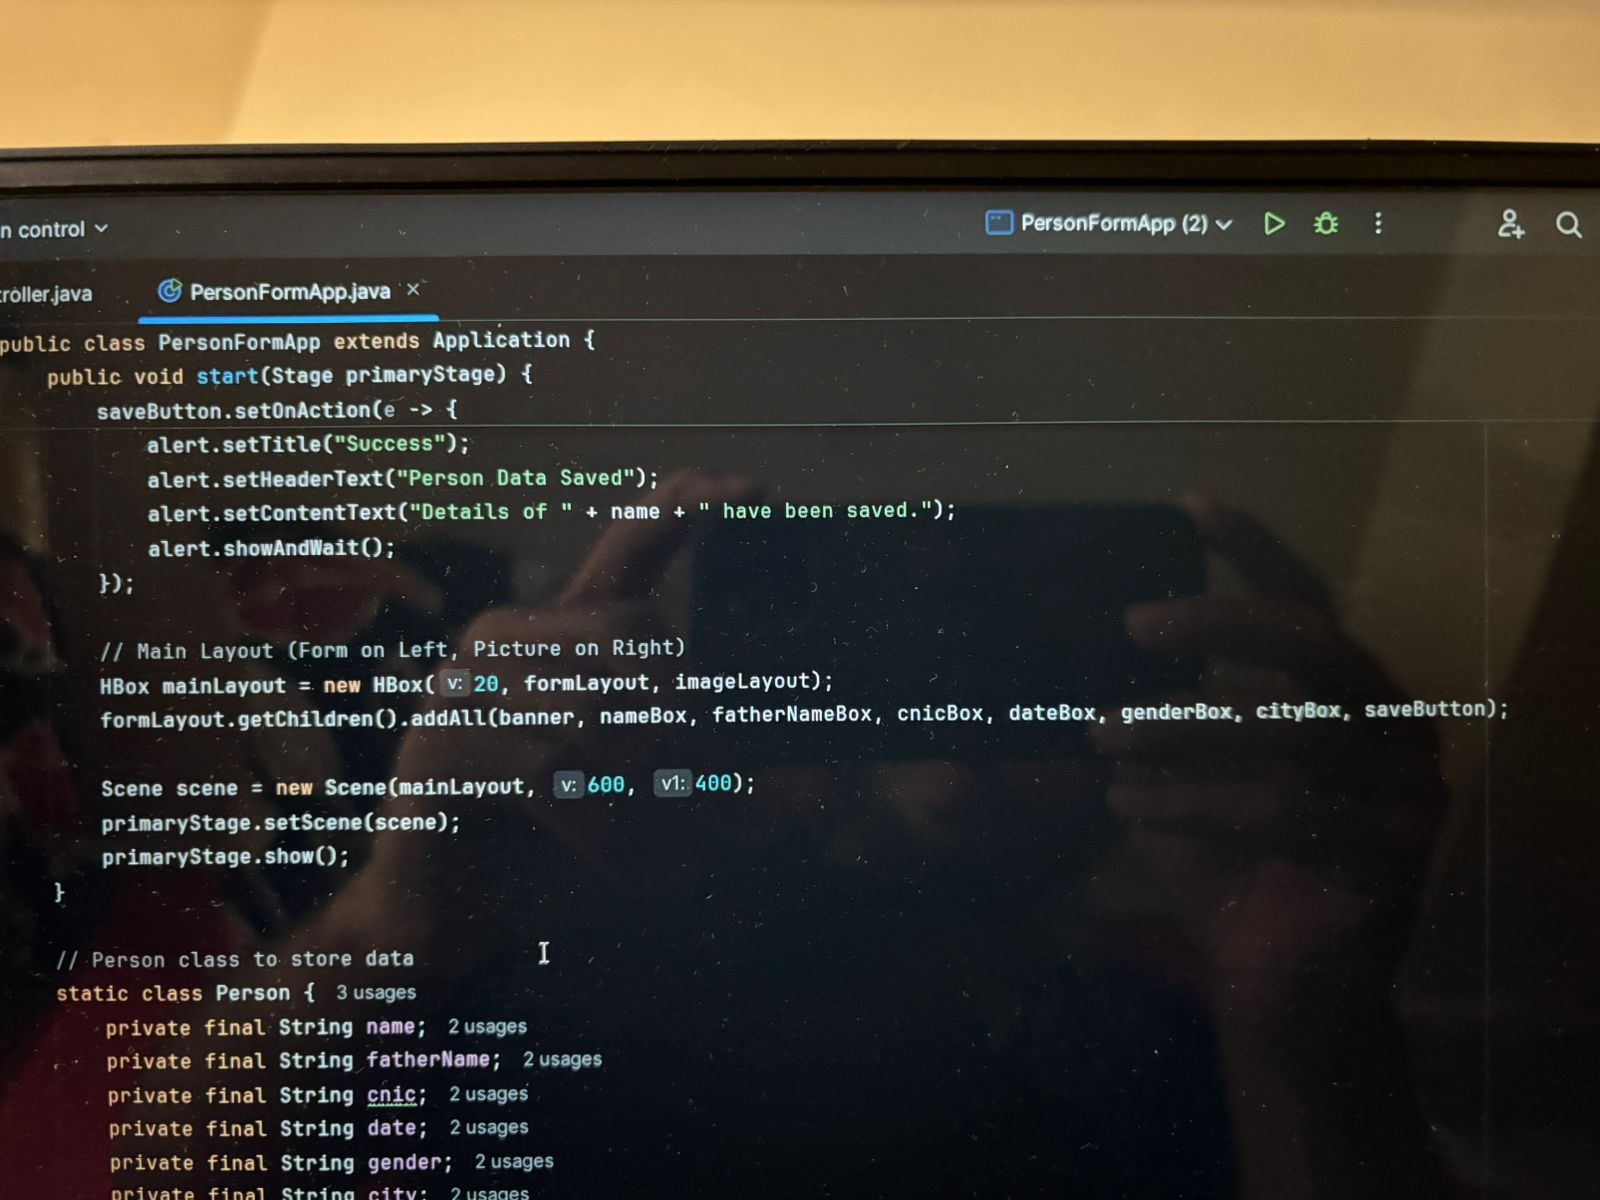 n control
PersonFormApp (2)
roller.java
PersonFormApp.java
public class PersonFormApp extends Application {
public void start(Stage primaryStage) {
saveButton.setOnAction(e -> {
alert.setTitle("Success");
alert.setHeaderText("Person Data Saved");
alert.setContentText("Details of " + name + " have been saved.");
alert.showAndWait();
});
// Main Layout (Form on Left, Picture on Right)
HBox mainLayout = new HBox( v: 20, formLayout, imageLayout);
formLayout.getChildren().addAll(banner, nameBox, fatherNameBox, cnicBox, dateBox, genderBox, cityBox, saveButton);
Scene scene = new Scene(mainLayout, v: 600, v1: 400);
primaryStage.setScene(scene);
primaryStage.show();
}
// Person class to store data
static class Person { 3 usages
private final String name; 2 usages
private final String fatherName; 2 usages
private final String cnic; 2 usages
private final String date; 2 usages
private final String gender; 2 usages
private final String city; 2 usages